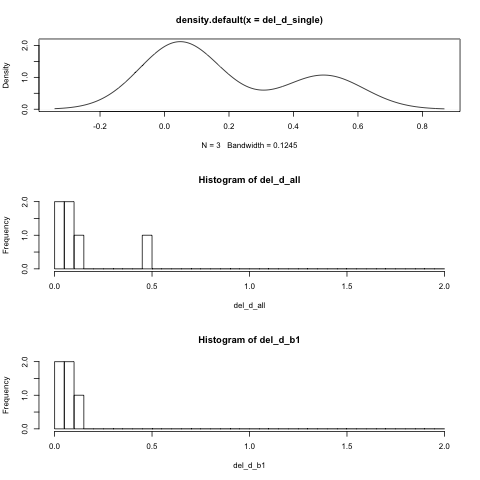 density.default(x = del_d_single)
Density
0.0 1.0 2.0
-0.2 0.0 0.2 0.4 0.6 0.8
N = 3 Bandwidth = 0.1245
Histogram of del_d_all
Frequency
0.0 1.0 2.0
0.0 0.5 1.0 1.5 2.0
del_d_all
Histogram of del_d_b1
Frequency
0.0 1.0 2.0
0.0 0.5 1.0 1.5 2.0
del_d_b1